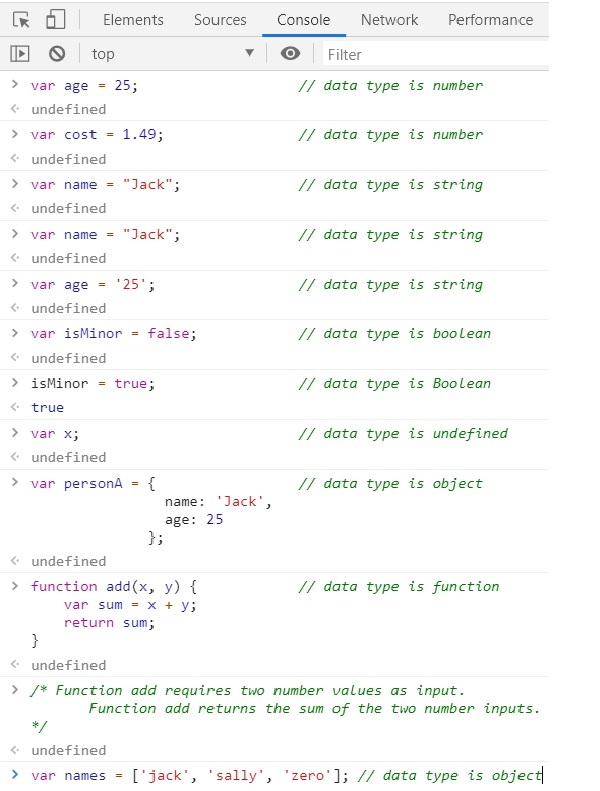 Elements Sources Console Network Performance
top Filter
var age = 25; // data type is number
undefined
var cost = 1.49; // data type is number
undefined
var name = "Jack"; // data type is string
undefined
var name = "Jack"; // data type is string
undefined
var age = '25'; // data type is string
undefined
var isMinor = false; // data type is boolean
undefined
isMinor = true; // data type is Boolean
true
var x; // data type is undefined
undefined
var personA = { // data type is object
name: 'Jack',
age: 25
};
undefined
function add(x, y) { // data type is function
var sum = x + y;
return sum;
}
undefined
/* Function add requires two number values as input.
Function add returns the sum of the two number inputs.
*/
undefined
var names = ['jack', 'sally', 'zero']; // data type is object